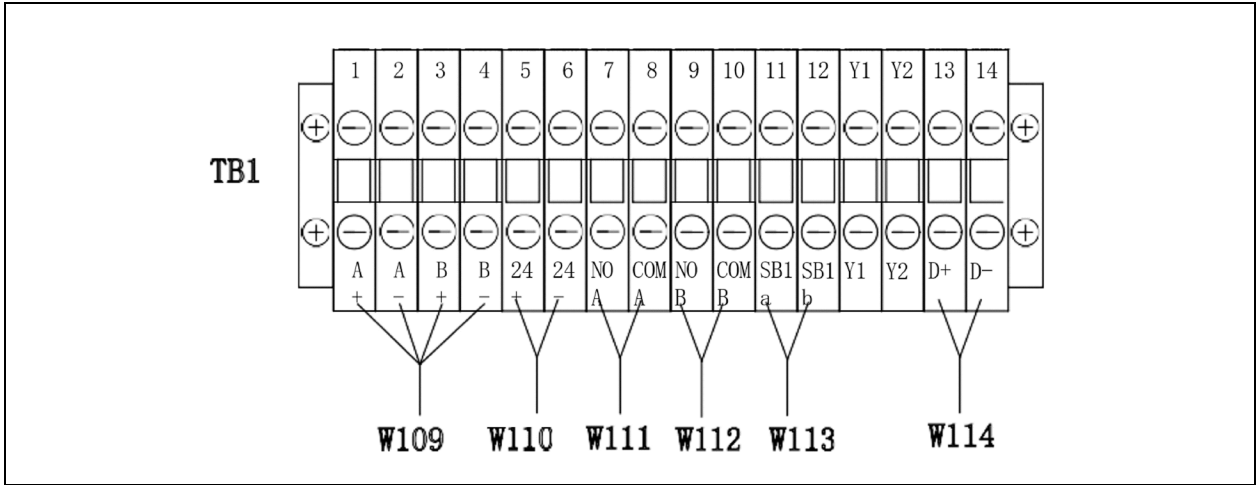 1 2 3 4 5 6 7 8 9 10 11 12 Y1 Y2 13 14
TB1
A A B B 24 24 NO COM NO COM SB1 SB1 Y1 Y2 D+ D-
+ - + - + - A A B B a b
W109 W110 W111 W112 W113 W114